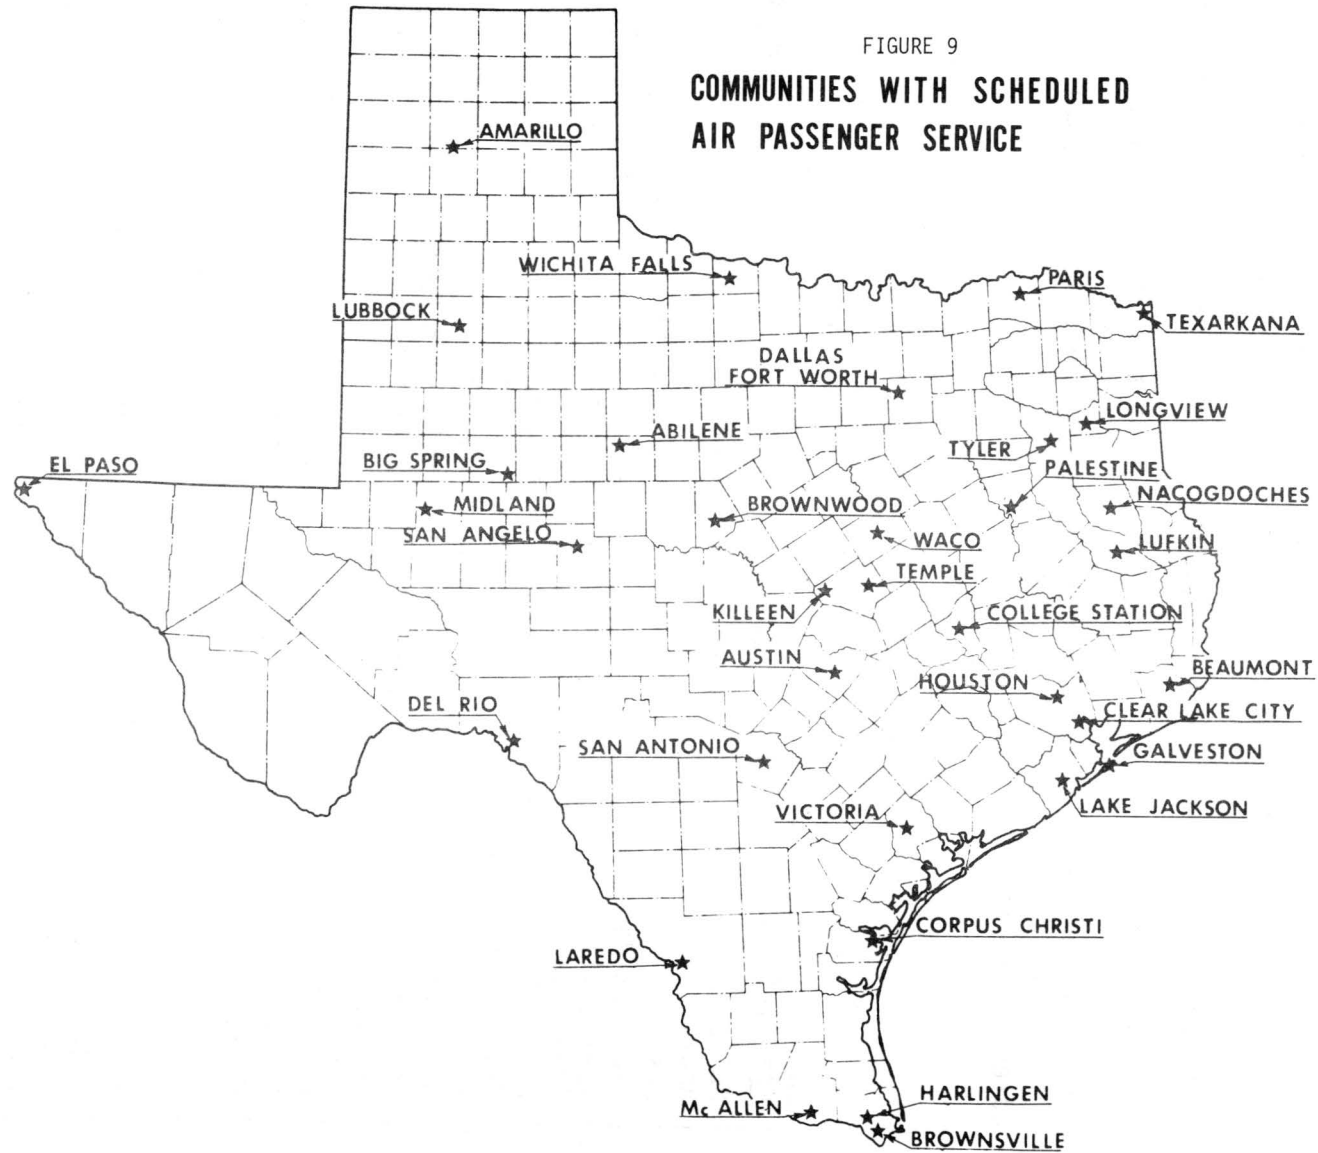 FIGURE 9
COMMUNITIES WITH SCHEDULED
AIR PASSENGER SERVICE
AMARILLO
WICHITA FALLS
PARIS
LUBBOCK
TEXARKANA
DALLAS
FORT WORTH
LONGVIEW
ABILENE
TYLER
BIG SPRING
EL PASO
PALESTINE
MIDLAND
BROWNWOOD
NACOGDOCHES
SAN ANGELO
WACO
LUFKIN
TEMPLE
KILLEEN
COLLEGE STATION
AUSTIN
BEAUMONT
HOUSTON
DEL RIO
CLEAR LAKE CITY
SAN ANTONIO
GALVESTON
VICTORIA
LAKE JACKSON
CORPUS CHRISTI
LAREDO
HARLINGEN
Mc ALLEN
BROWNSVILLE